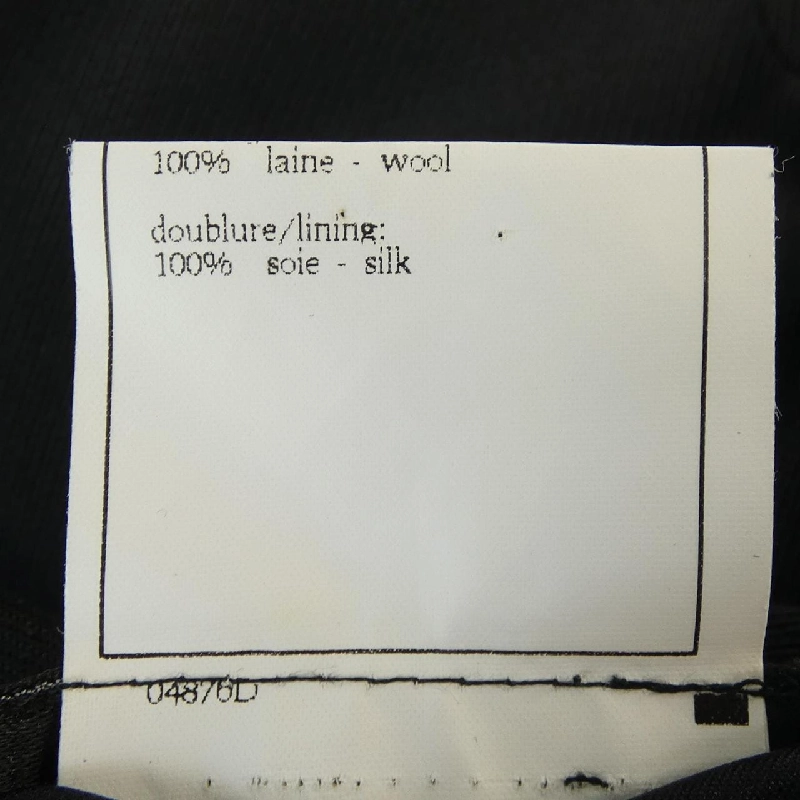 100% laine - wool
doublure/lining:
100% soie - silk
04876D